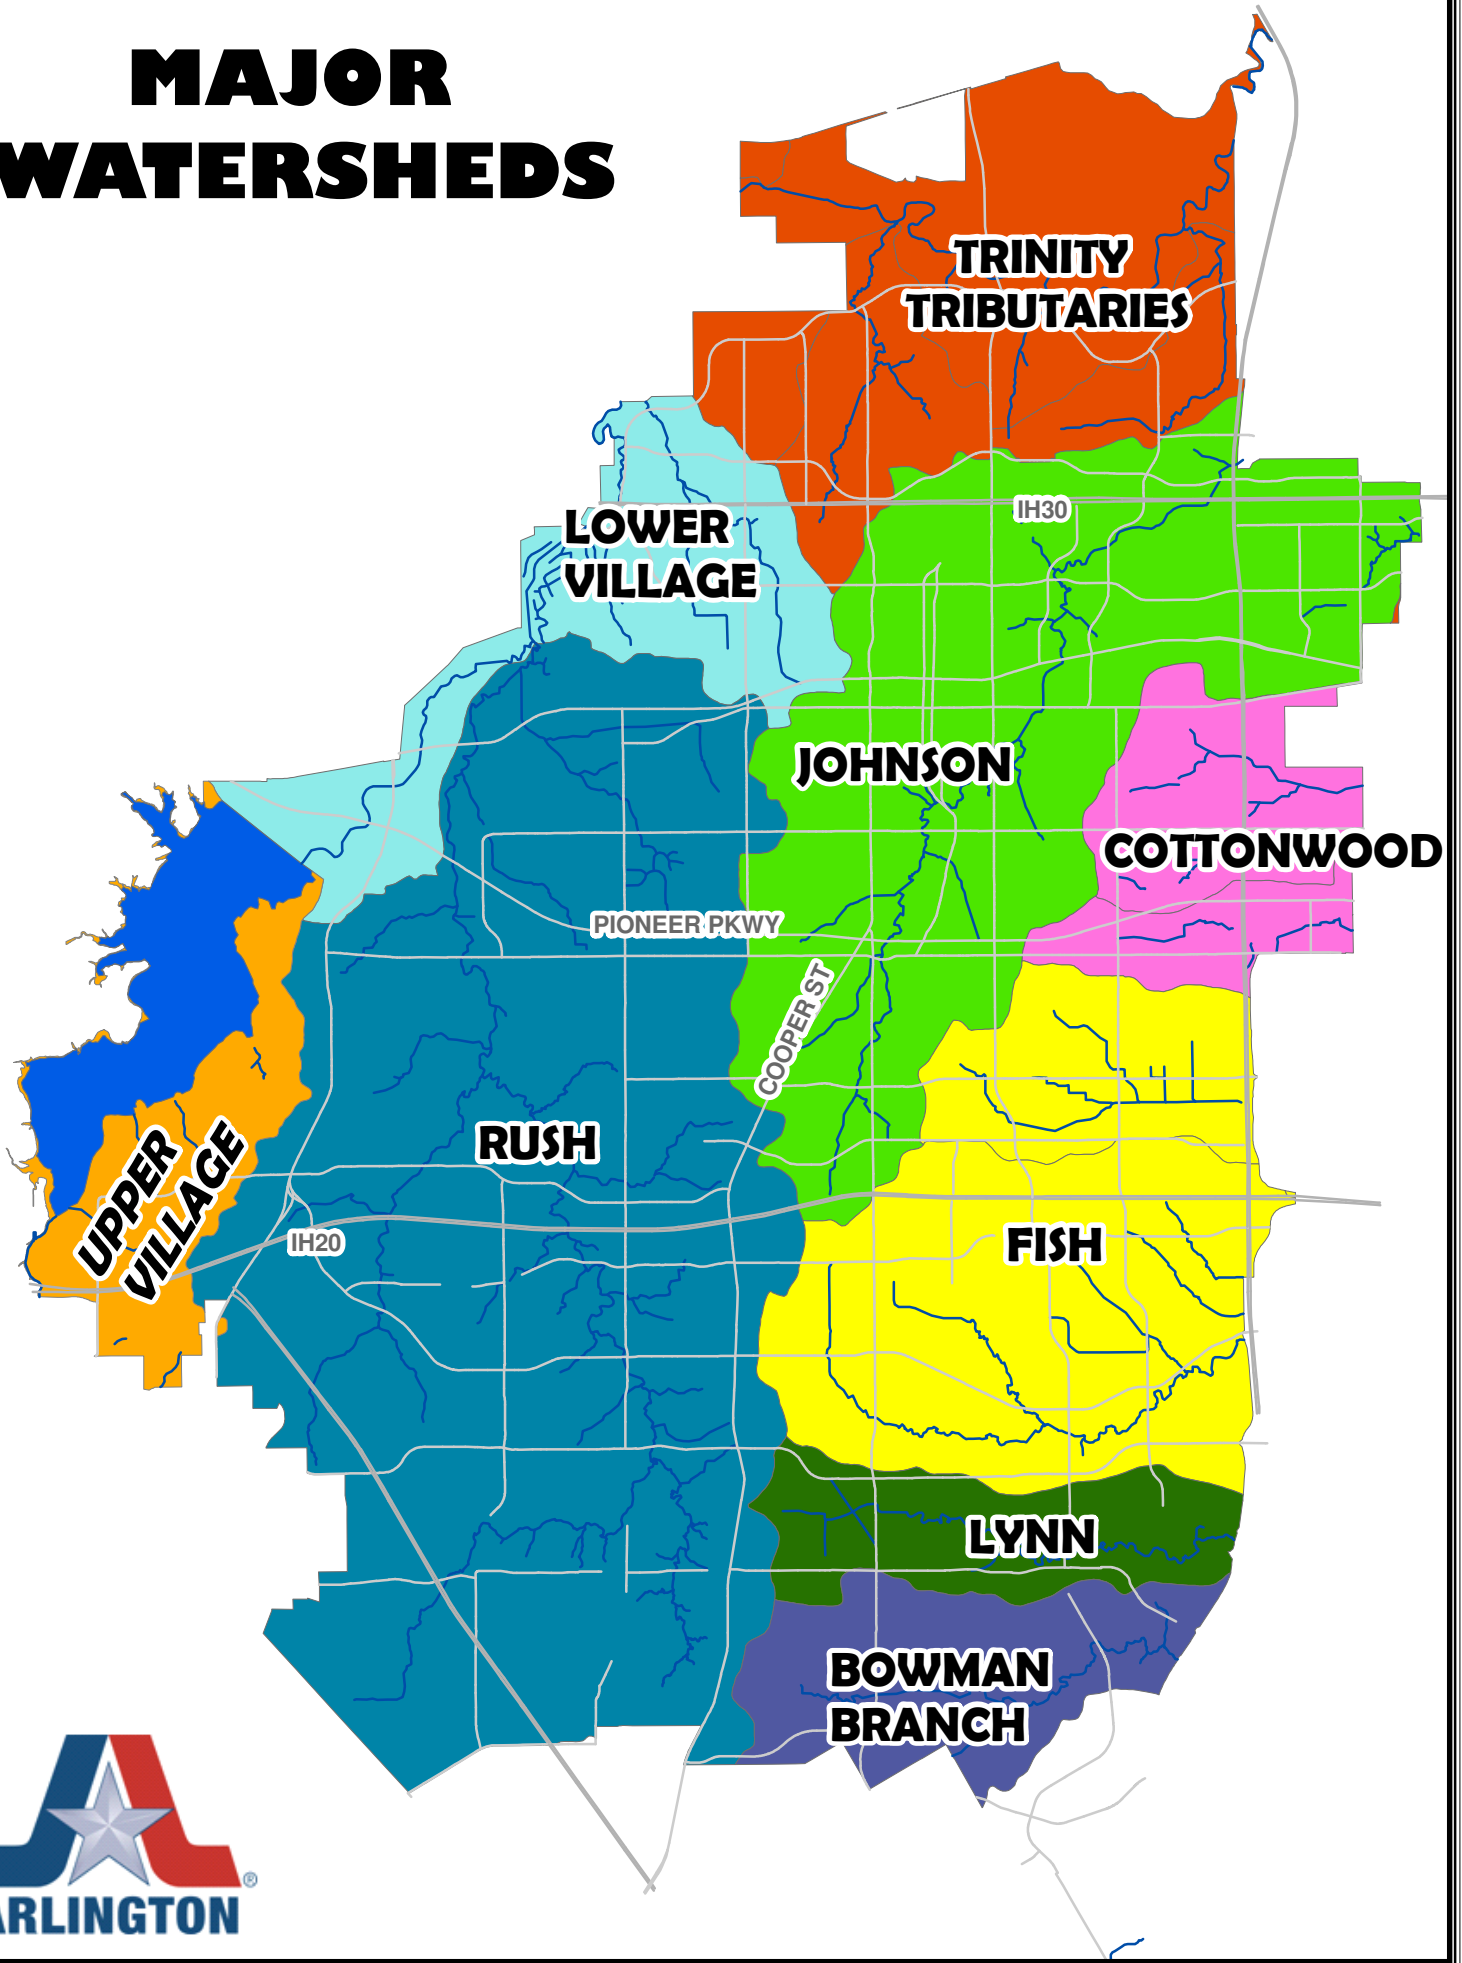 MAJOR
WATERSHEDS
TRINITY
TRIBUTARIES
IH30
LOWER
VILLAGE
JOHNSON
COTTONWOOD
PIONEER PKWY
COOPER ST
RUSH
UPPER
VILLAGE
IH20
FISH
LYNN
BOWMAN
BRANCH
ARLINGTON
®